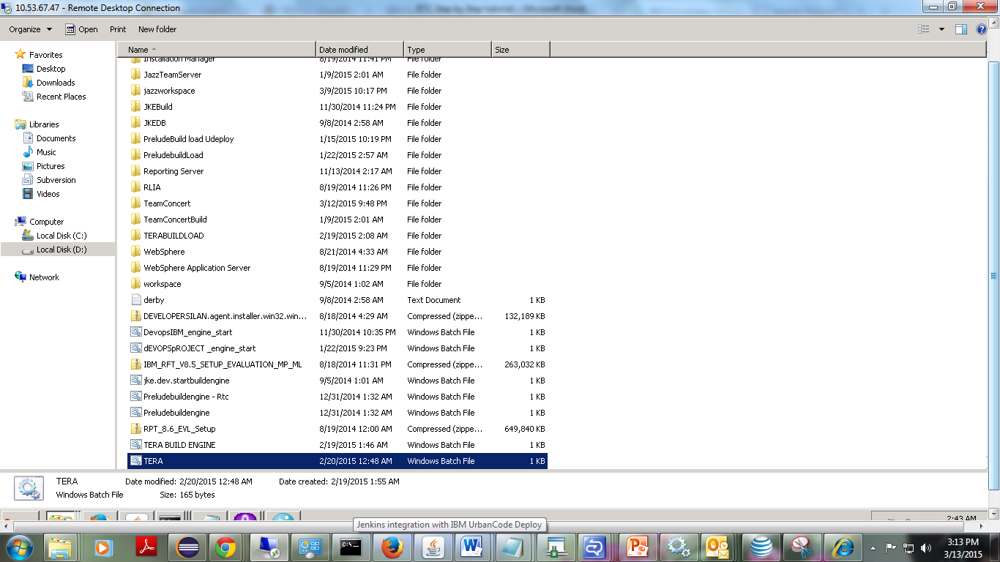 10.53.67.47 - Remote Desktop Connection
Organize Open Print New folder
Name Date modified Type Size
Installation Manager 8/19/2014 11:41 PM File folder
JazzTeamServer 1/9/2015 2:01 AM File folder
jazzworkspace 3/9/2015 10:17 PM File folder
JKEBuild 11/30/2014 11:24 PM File folder
JKEDB 9/8/2014 2:58 AM File folder
PreludeBuild load Udeploy 1/15/2015 10:19 PM File folder
PreludebuildLoad 1/22/2015 2:57 AM File folder
Reporting Server 11/13/2014 2:17 AM File folder
RLIA 8/19/2014 11:26 PM File folder
TeamConcert 3/12/2015 9:48 PM File folder
TeamConcertBuild 1/9/2015 2:01 AM File folder
TERABUILDLOAD 2/19/2015 2:08 AM File folder
WebSphere 8/21/2014 4:33 AM File folder
WebSphere Application Server 8/19/2014 11:29 PM File folder
workspace 9/5/2014 1:02 AM File folder
derby 9/8/2014 2:58 AM Text Document 1 KB
DEVELOPERSILAN.agent.installer.win32.win... 8/18/2014 4:29 AM Compressed (zippe... 132,189 KB
DevopsIBM_engine_start 11/30/2014 10:35 PM Windows Batch File 1 KB
dEVOPSpROJECT _engine_start 1/22/2015 9:23 PM Windows Batch File 1 KB
IBM_RFT_V8.5_SETUP_EVALUATION_MP_ML 8/18/2014 11:31 PM Compressed (zippe... 263,032 KB
jke.dev.startbuildengine 9/5/2014 1:01 AM Windows Batch File 1 KB
Preludebuildengine - Rtc 12/31/2014 1:32 AM Windows Batch File 1 KB
Preludebuildengine 12/31/2014 1:32 AM Windows Batch File 1 KB
RPT_8.6_EVL_Setup 8/19/2014 12:00 AM Compressed (zippe... 649,840 KB
TERA BUILD ENGINE 2/19/2015 1:46 AM Windows Batch File 1 KB
TERA 2/20/2015 12:48 AM Windows Batch File 1 KB
Favorites
Desktop
Downloads
Recent Places
Libraries
Documents
Music
Pictures
Subversion
Videos
Computer
Local Disk (C:)
Local Disk (D:)
Network
TERA Date modified: 2/20/2015 12:48 AM Date created: 2/19/2015 1:55 AM
Windows Batch File Size: 165 bytes
2:43 AM
Jenkins integration with IBM UrbanCode Deploy
3:13 PM
3/13/2015